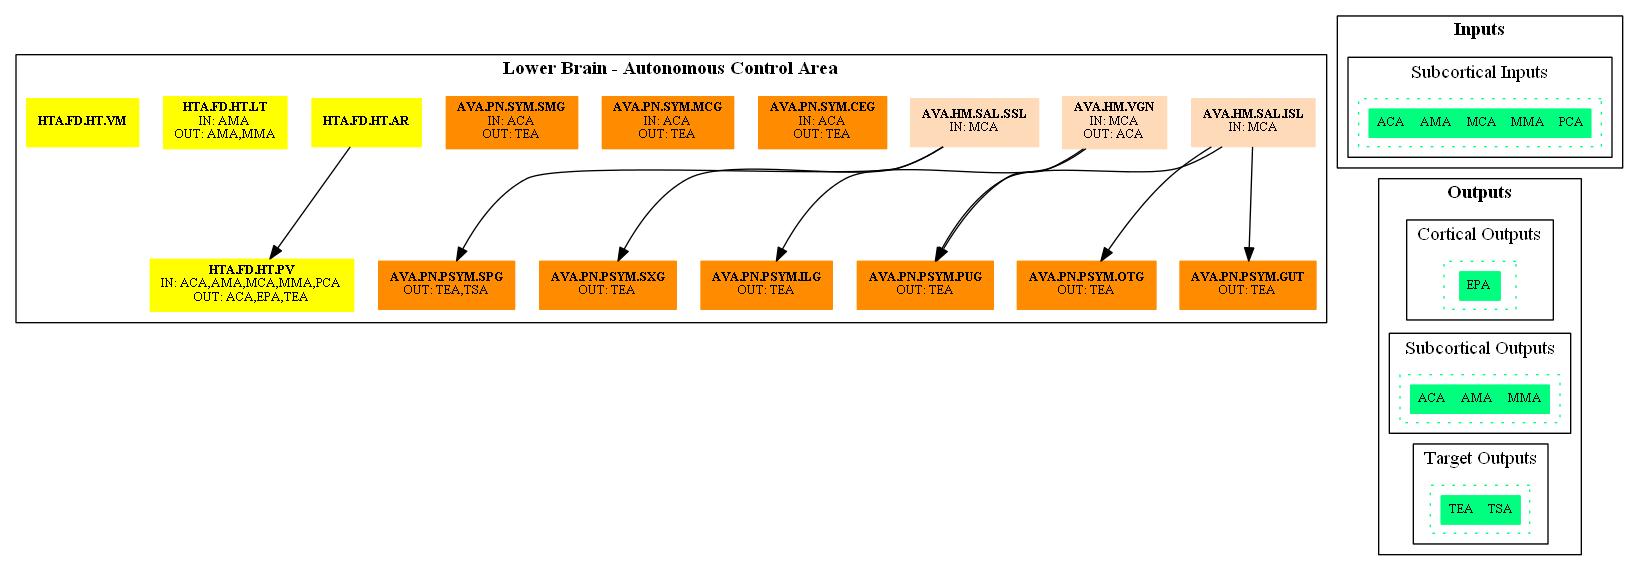 Lower Brain - Autonomous Control Area
HTA.FD.HT.VM
HTA.FD.HT.LT
IN: AMA
OUT: AMA,MMA
HTA.FD.HT.AR
AVA.PN.SYM.SMG
IN: ACA
OUT: TEA
AVA.PN.SYM.MCG
IN: ACA
OUT: TEA
AVA.PN.SYM.CEG
IN: ACA
OUT: TEA
AVA.HM.SAL.SSL
IN: MCA
AVA.HM.VGN
IN: MCA
OUT: ACA
AVA.HM.SAL.ISL
IN: MCA
HTA.FD.HT.PV
IN: ACA,AMA,MCA,MMA,PCA
OUT: ACA,EPA,TEA
AVA.PN.PSYM.SPG
OUT: TEA,TSA
AVA.PN.PSYM.SXG
OUT: TEA
AVA.PN.PSYM.ILG
OUT: TEA
AVA.PN.PSYM.PUG
OUT: TEA
AVA.PN.PSYM.OTG
OUT: TEA
AVA.PN.PSYM.GUT
OUT: TEA
Inputs
Subcortical Inputs
ACA AMA MCA MMA PCA
Outputs
Cortical Outputs
EPA
Subcortical Outputs
ACA AMA MMA
Target Outputs
TEA TSA